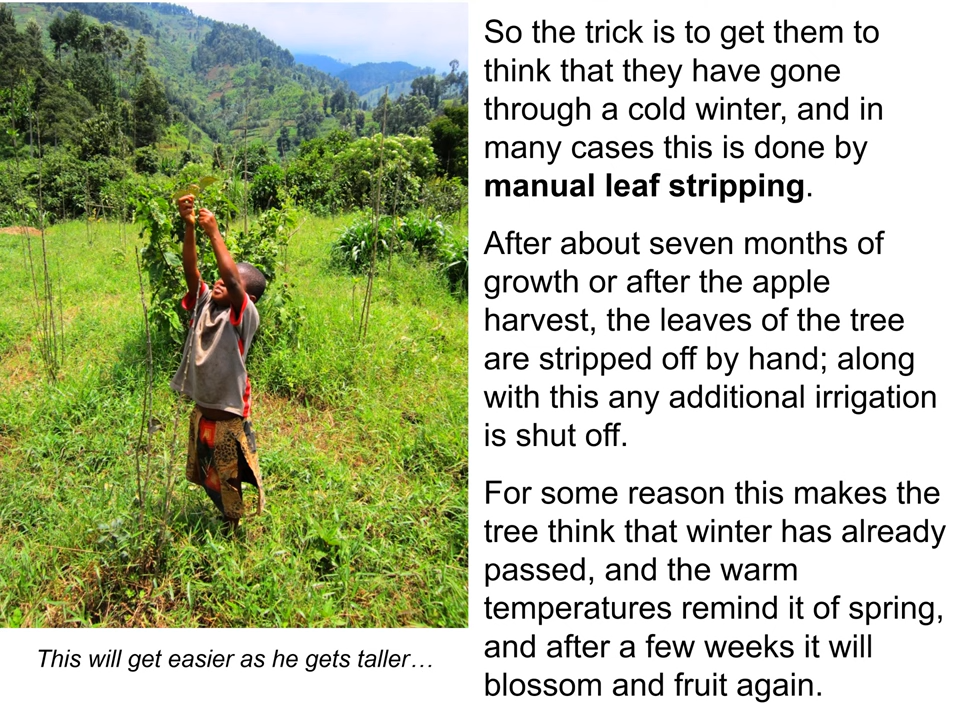 So the trick is to get them to
think that they have gone
through a cold winter, and in
many cases this is done by
manual leaf stripping.
After about seven months of
growth or after the apple
harvest, the leaves of the tree
are stripped off by hand; along
with this any additional irrigation
is shut off.
For some reason this makes the
tree think that winter has already
passed, and the warm
temperatures remind it of spring,
and after a few weeks it will
blossom and fruit again.
This will get easier as he gets taller…